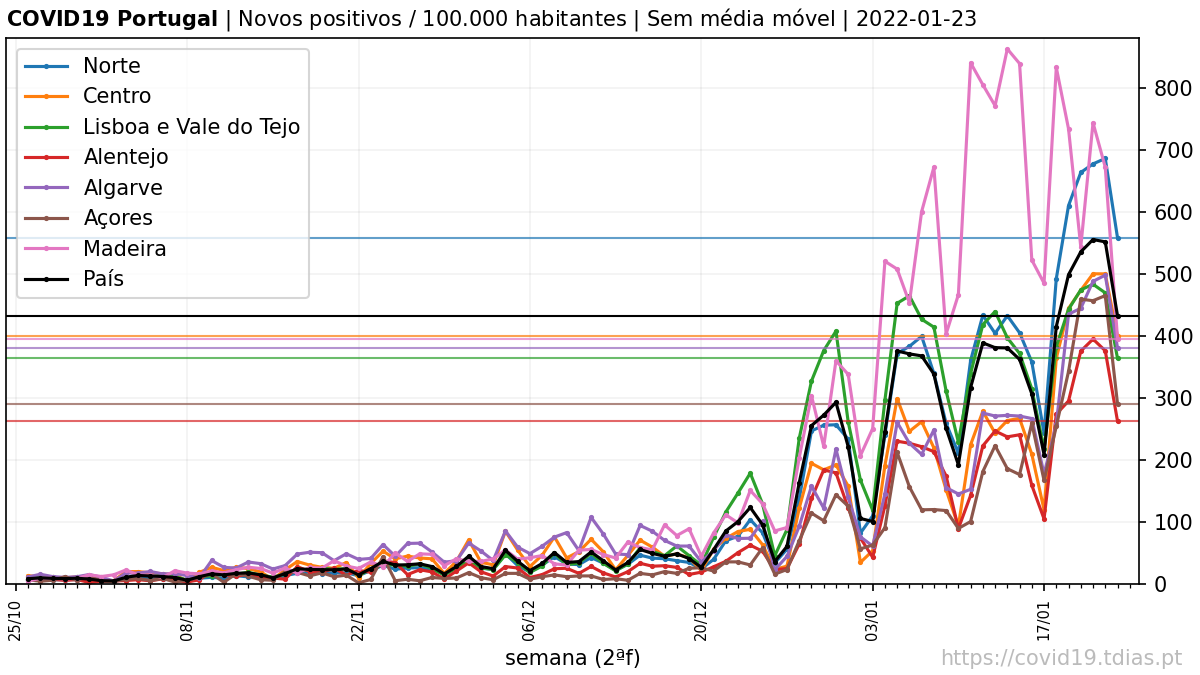 COVID19 Portugal | Novos positivos / 100.000 habitantes | Sem média móvel | 2022-01-23
Norte
Centro
Lisboa e Vale do Tejo
Alentejo
Algarve
Açores
Madeira
País
800
700
600
500
400
300
200
100
0
25/10
08/11
22/11
06/12
20/12
03/01
17/01
semana (2ªf)
https://covid19.tdias.pt